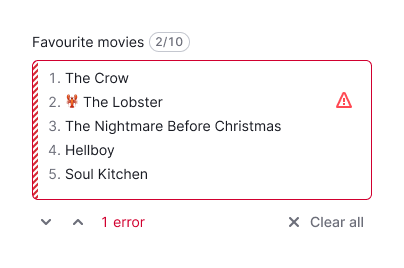 Favourite movies 2/10
1. The Crow
2. 🦞 The Lobster
3. The Nightmare Before Christmas
4. Hellboy
5. Soul Kitchen
1 error Clear all